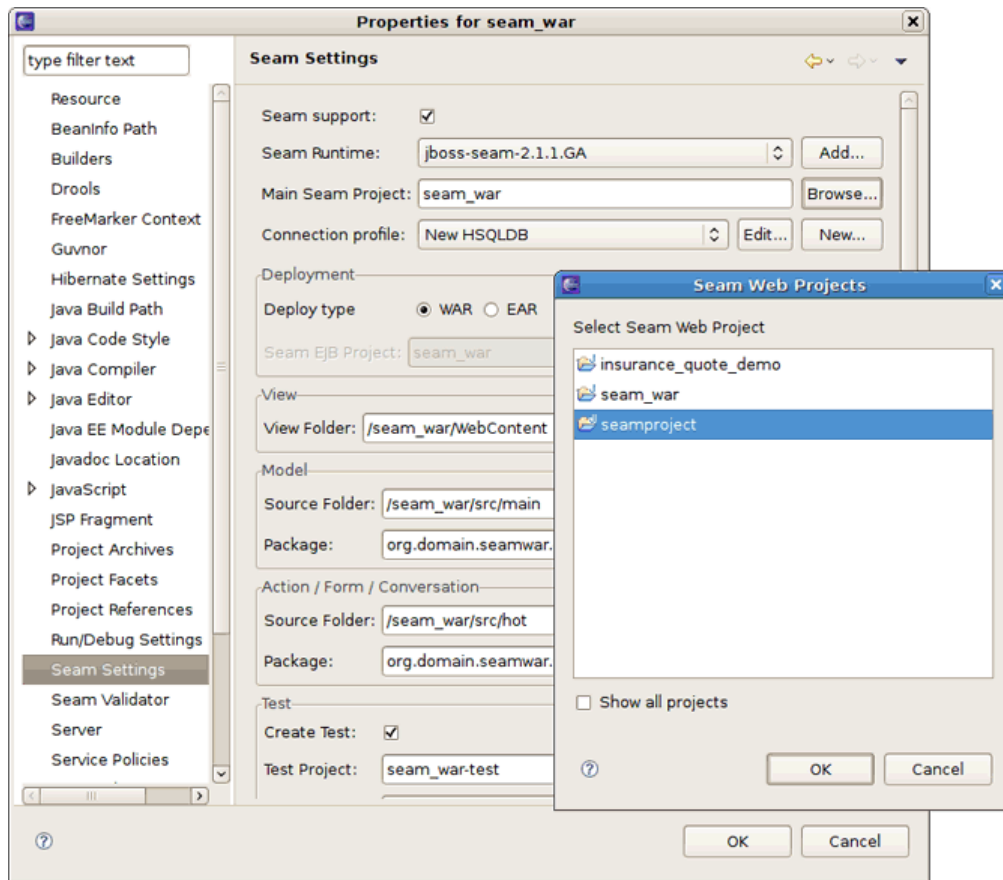 Properties for seam_war
type filter text
Resource
BeanInfo Path
Builders
Drools
FreeMarker Context
Guvnor
Hibernate Settings
Java Build Path
Java Code Style
Java Compiler
Java Editor
Java EE Module Depe
Javadoc Location
JavaScript
JSP Fragment
Project Archives
Project Facets
Project References
Run/Debug Settings
Seam Settings
Seam Validator
Server
Service Policies
Seam Settings
Seam support:
Seam Runtime: jboss-seam-2.1.1.GA Add...
Main Seam Project: seam_war Browse...
Connection profile: New HSQLDB Edit... New...
Deployment
Deploy type WAR EAR
Seam EJB Project: seam_war
View
View Folder: /seam_war/WebContent
Model
Source Folder: /seam_war/src/main
Package: org.domain.seamwar.
Action / Form / Conversation
Source Folder: /seam_war/src/hot
Package: org.domain.seamwar.
Test
Create Test:
Test Project: seam_war-test
OK Cancel
Seam Web Projects
Select Seam Web Project
insurance_quote_demo
seam_war
seamproject
Show all projects
OK Cancel